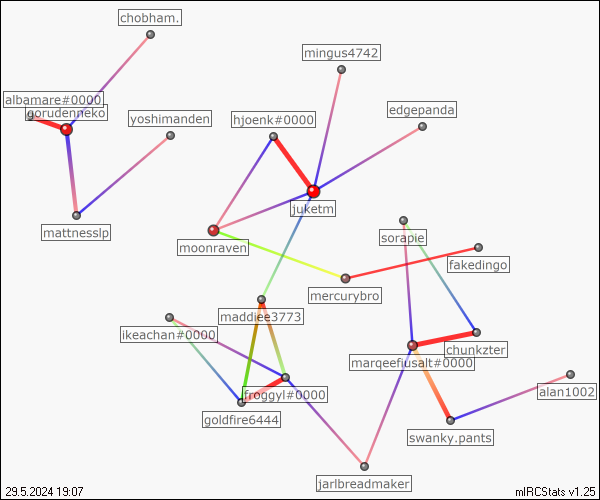 chobham.
mingus4742
albamare#0000
gorudenneko
yoshimanden
hjoenk#0000
edgepanda
juketm
mattnesslp
moonraven
sorapie
fakedingo
mercurybro
maddiee3773
ikeachan#0000
chunkzter
marqeefiusalt#0000
froggyl#0000
alan1002
goldfire6444
swanky.pants
jarlbreadmaker
29.5.2024 19:07
mIRCStats v1.25